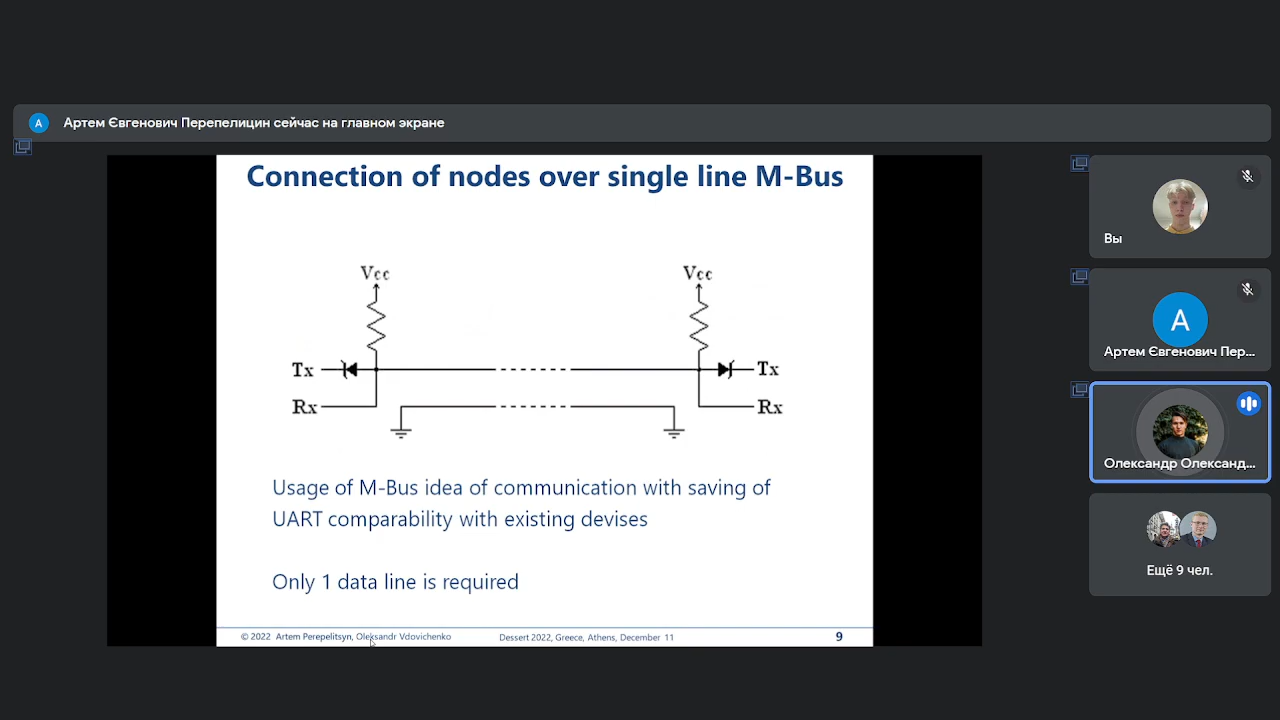 А
Артем Євгенович Перепелицин сейчас на главном экране
Connection of nodes over single line M-Bus
Vcc
Vcc
Tx
Tx
Rx
Rx
Usage of M-Bus idea of communication with saving of
UART comparability with existing devises
Only 1 data line is required
© 2022 Artem Perepelitsyn, Oleksandr Vdovichenko
Dessert 2022, Greece, Athens, December 11
9
Вы
А
Артем Євгенович Пер...
Олександр Олександ...
Ещё 9 чел.